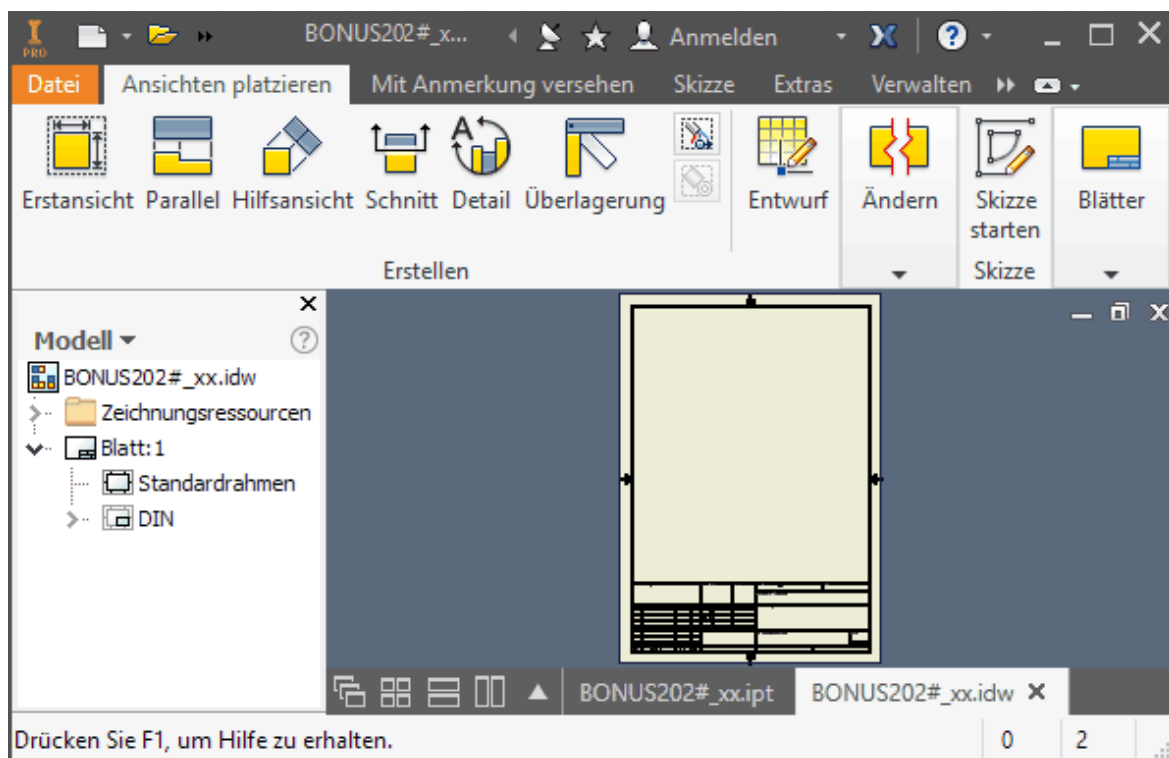 PRO BONUS202#_x... Anmelden
Datei Ansichten platzieren Mit Anmerkung versehen Skizze Extras Verwalten
Erstansicht Parallel Hilfsansicht Schnitt Detail Überlagerung Entwurf Ändern Skizze starten Blätter
Erstellen Skizze
Modell
BONUS202#_xx.idw
Zeichnungsressourcen
Blatt:1
Standardrahmen
DIN
BONUS202#_xx.ipt BONUS202#_xx.idw
Drücken Sie F1, um Hilfe zu erhalten. 0 2